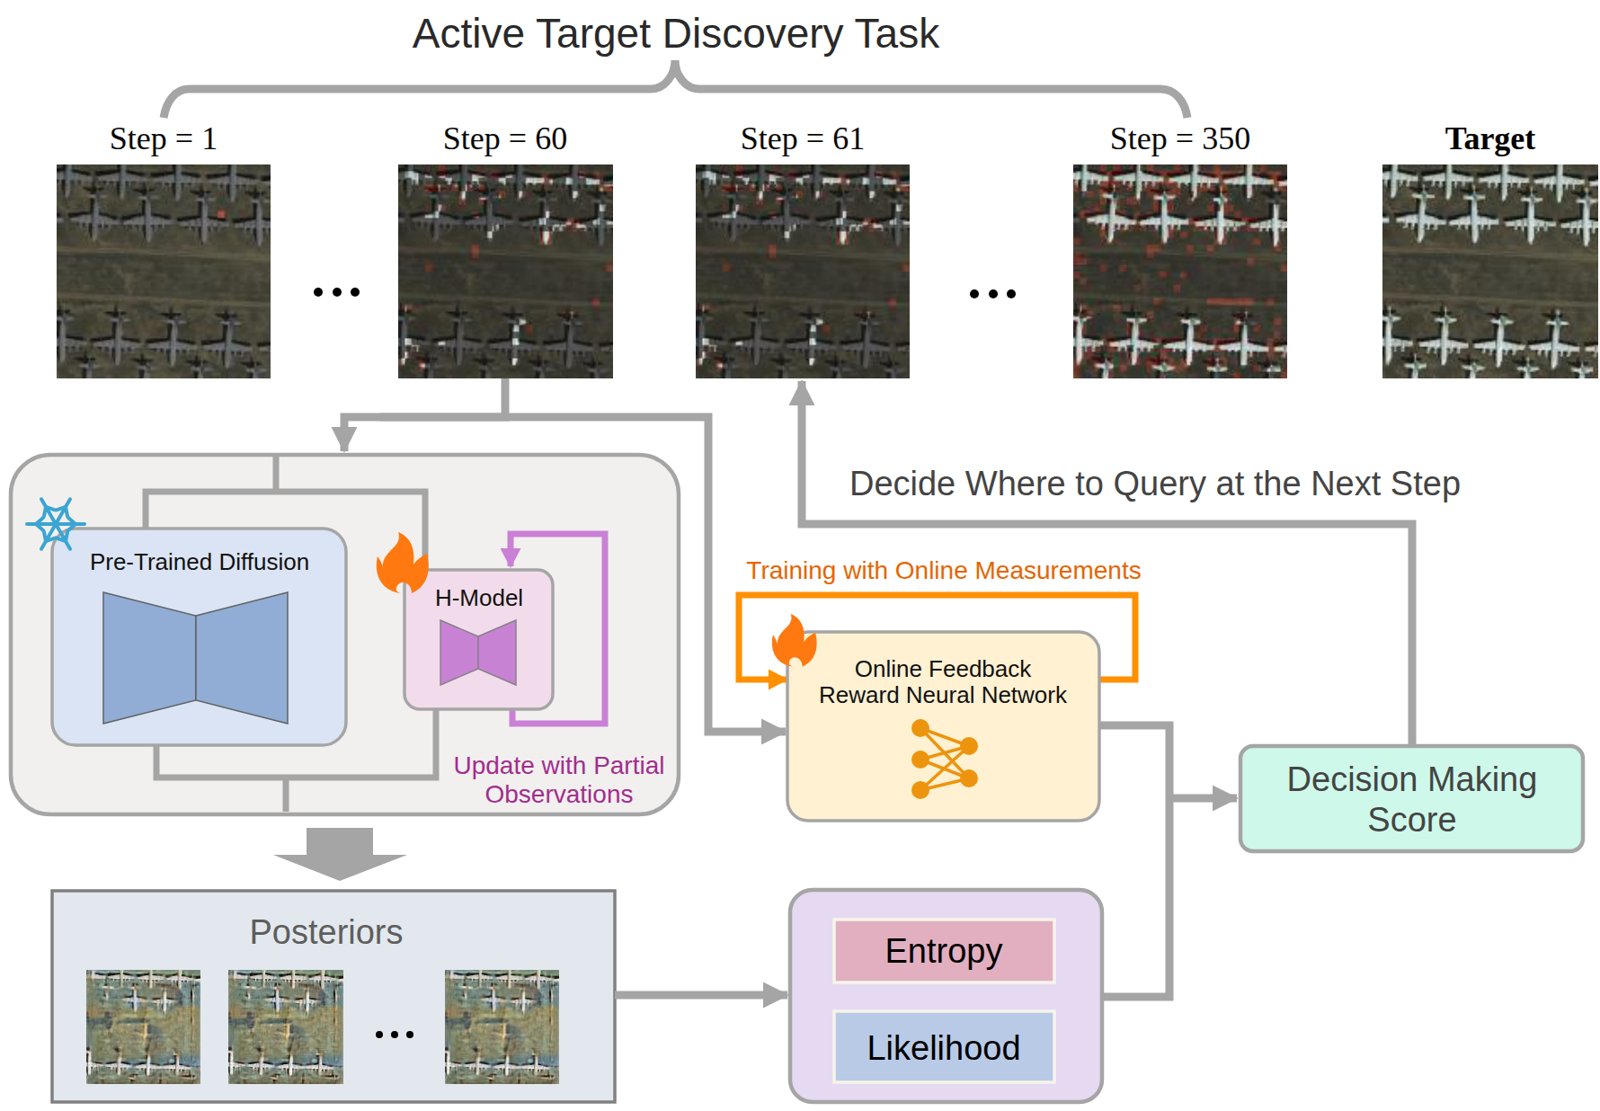 Active Target Discovery Task
Step = 1
Step = 60
Step = 61
Step = 350
Target
Decide Where to Query at the Next Step
Pre-Trained Diffusion
H-Model
Update with Partial
Observations
Training with Online Measurements
Online Feedback
Reward Neural Network
Decision Making
Score
Posteriors
Entropy
Likelihood